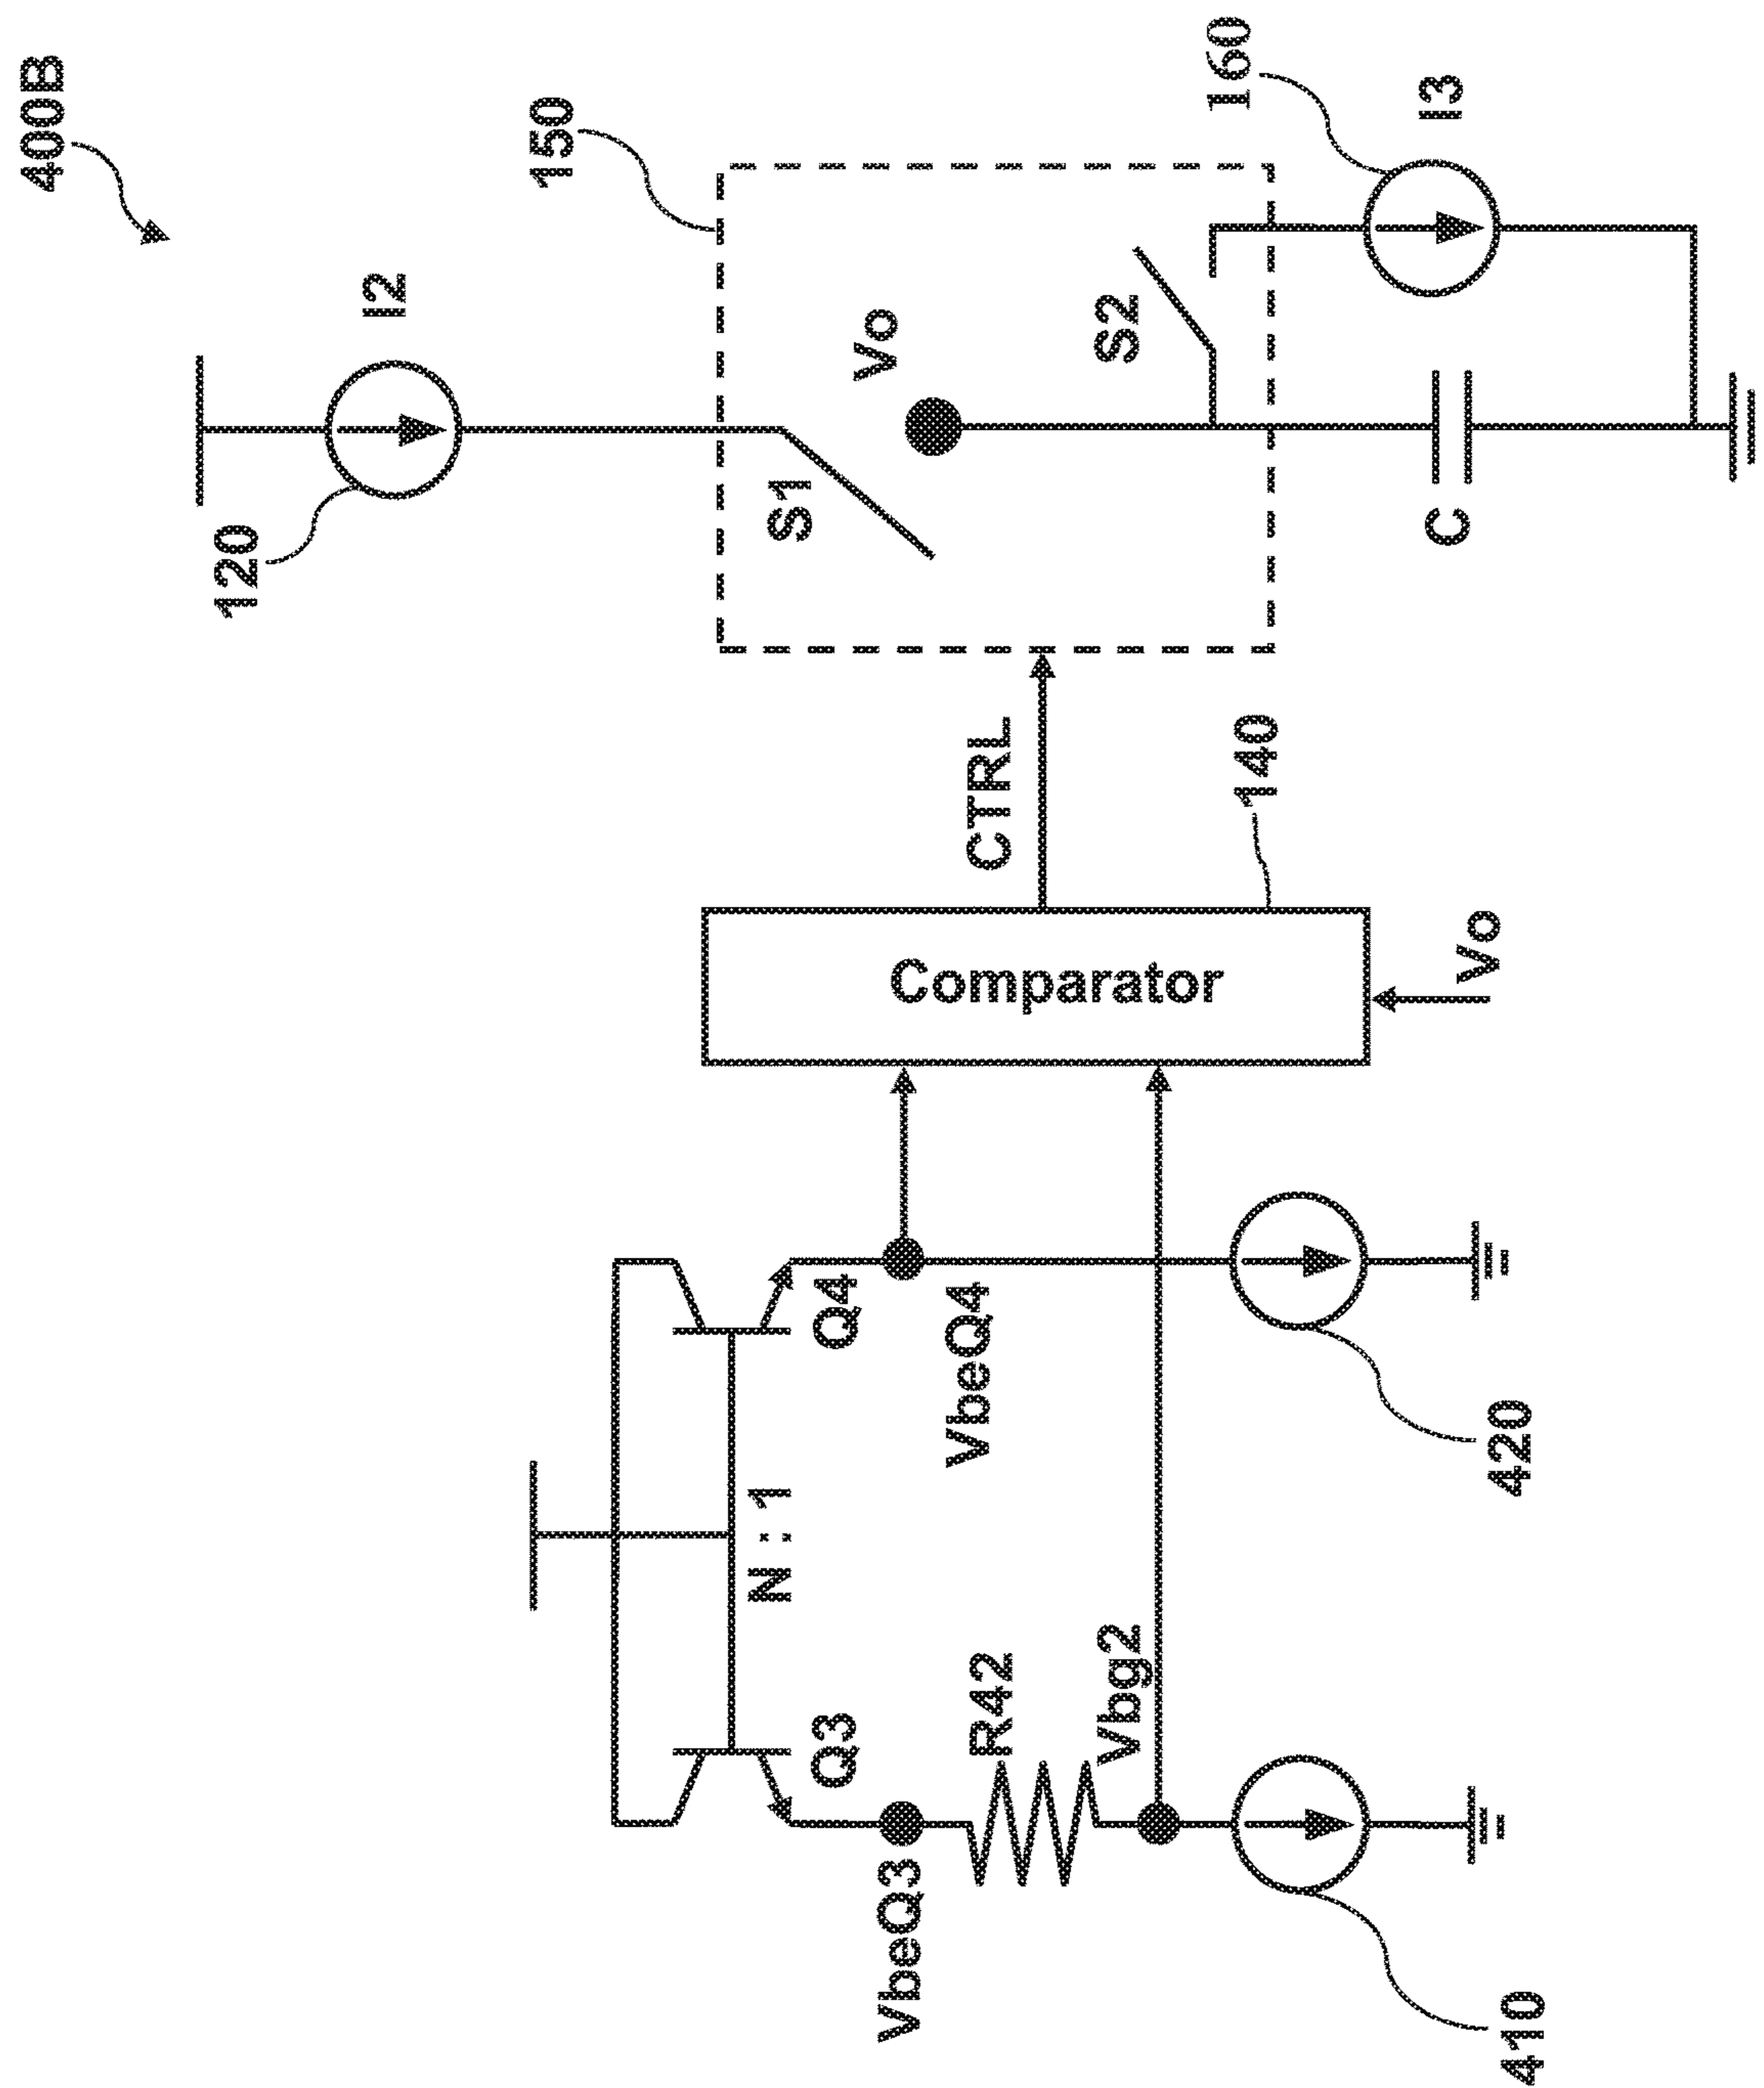 400B
I2
120
150
S1
Vo
S2
160
I3
C
CTRL
140
Comparator
Vo
N : 1
Q3
Q4
VbeQ3
VbeQ4
R42
Vbg2
410
420